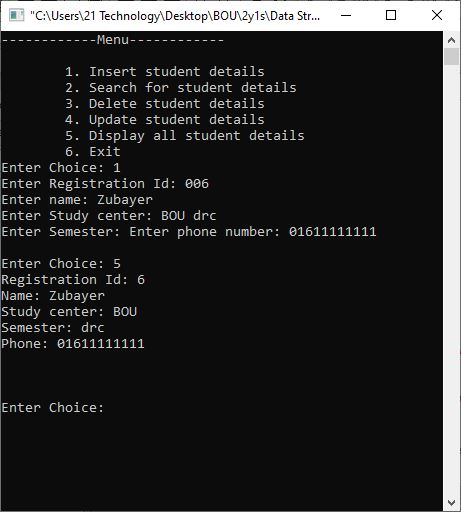 "C:\Users\21 Technology\Desktop\BOU\2y1s\Data Str...
------------Menu------------
1. Insert student details
2. Search for student details
3. Delete student details
4. Update student details
5. Display all student details
6. Exit
Enter Choice: 1
Enter Registration Id: 006
Enter name: Zubayer
Enter Study center: BOU drc
Enter Semester: Enter phone number: 01611111111
Enter Choice: 5
Registration Id: 6
Name: Zubayer
Study center: BOU
Semester: drc
Phone: 01611111111
Enter Choice: